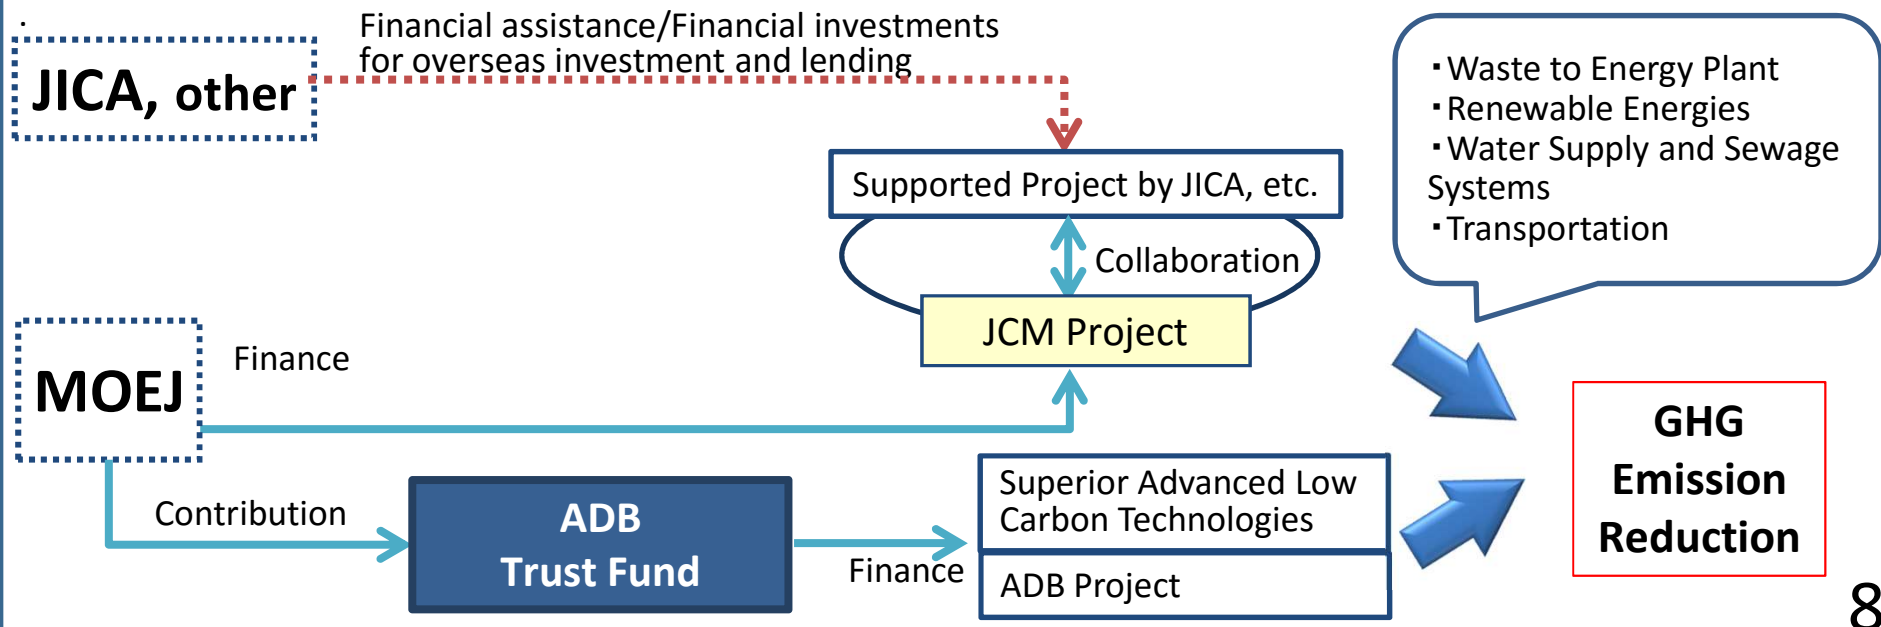 Financial assistance/Financial investments
for overseas investment and lending
JICA, other
Supported Project by JICA, etc.
Collaboration
JCM Project
・Waste to Energy Plant
・Renewable Energies
・Water Supply and Sewage
Systems
・Transportation
Finance
MOEJ
Contribution
ADB
Trust Fund
Finance
Superior Advanced Low
Carbon Technologies
ADB Project
GHG
Emission
Reduction
8